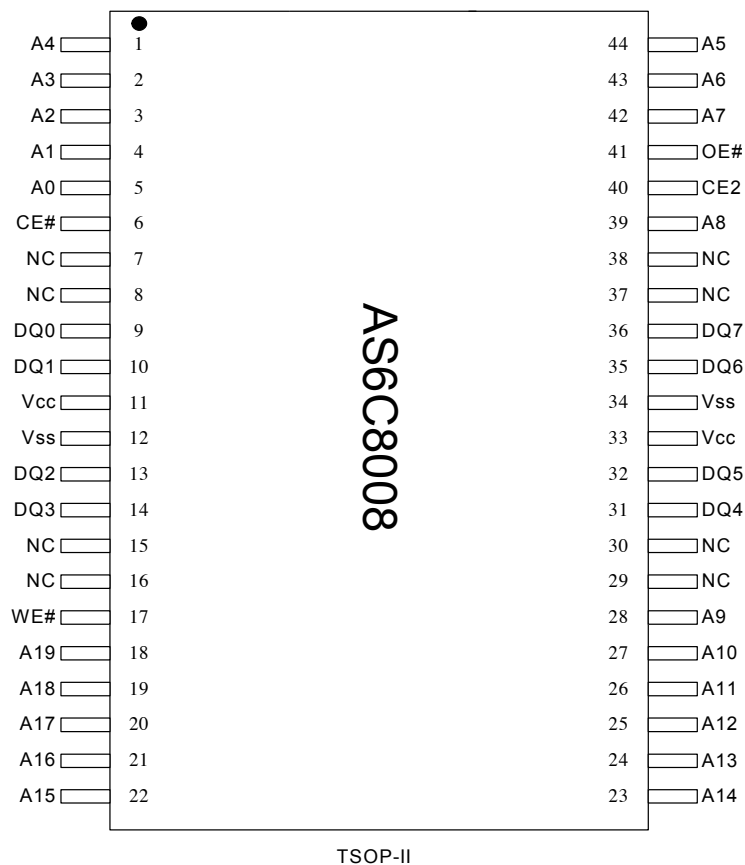 A4 1 44 A5
A3 2 43 A6
A2 3 42 A7
A1 4 41 OE#
A0 5 40 CE2
CE# 6 39 A8
NC 7 38 NC
NC 8 37 NC
DQ0 9 36 DQ7
DQ1 10 35 DQ6
Vcc 11 34 Vss
Vss 12 33 Vcc
DQ2 13 32 DQ5
DQ3 14 31 DQ4
NC 15 30 NC
NC 16 29 NC
WE# 17 28 A9
A19 18 27 A10
A18 19 26 A11
A17 20 25 A12
A16 21 24 A13
A15 22 23 A14
AS6C8008
TSOP-II